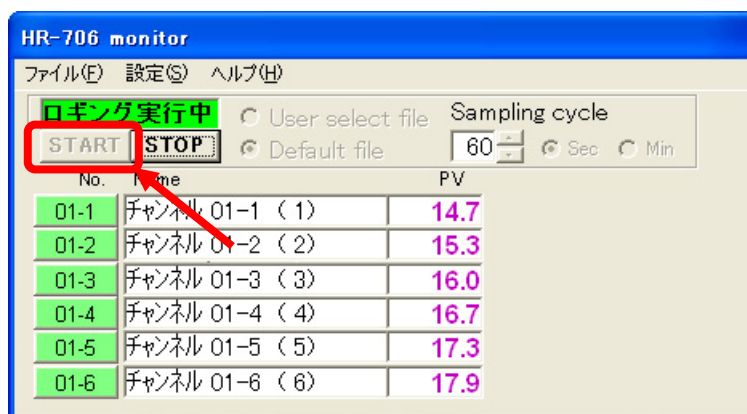 HR-706 monitor
ファイル(F) 設定(S) ヘルプ(H)
ロギング実行中 User select file Sampling cycle
START STOP Default file 60 Sec Min
No. Name PV
01-1 チャンネル 01-1 (1) 14.7
01-2 チャンネル 01-2 (2) 15.3
01-3 チャンネル 01-3 (3) 16.0
01-4 チャンネル 01-4 (4) 16.7
01-5 チャンネル 01-5 (5) 17.3
01-6 チャンネル 01-6 (6) 17.9